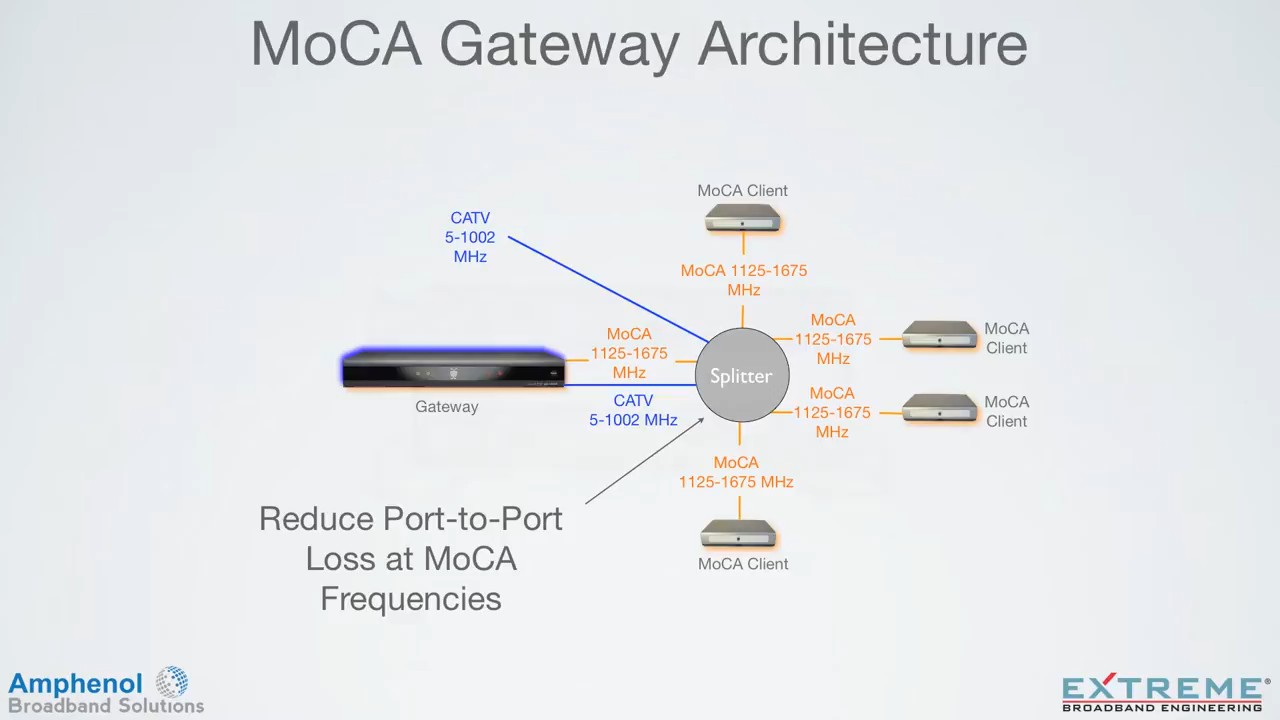 MoCA Gateway Architecture
MoCA Client
CATV
5-1002
MHz
MoCA 1125-1675
MHz
MoCA
1125-1675
MHz
MoCA
Client
MoCA
1125-1675
MHz
Splitter
Gateway
CATV
5-1002 MHz
MoCA
1125-1675
MHz
MoCA
Client
MoCA
1125-1675 MHz
Reduce Port-to-Port
Loss at MoCA
Frequencies
MoCA Client
Amphenol
Broadband Solutions
EXTREME®
BROADBAND ENGINEERING